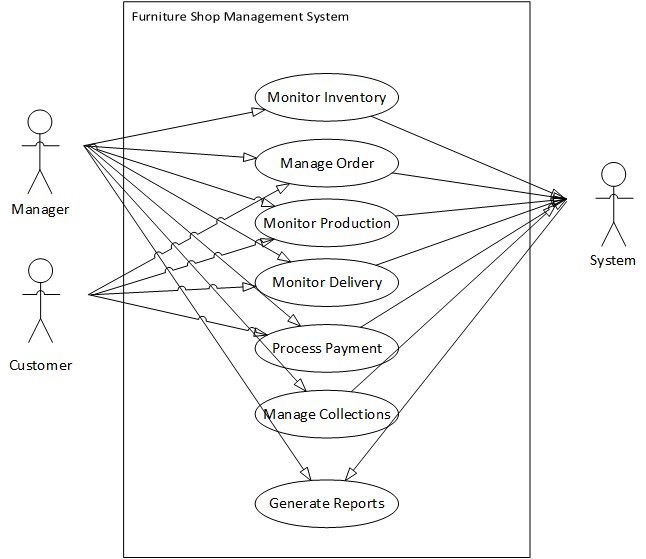 Furniture Shop Management System
Monitor Inventory
Manage Order
Manager
Monitor Production
System
Monitor Delivery
Customer
Process Payment
Manage Collections
Generate Reports